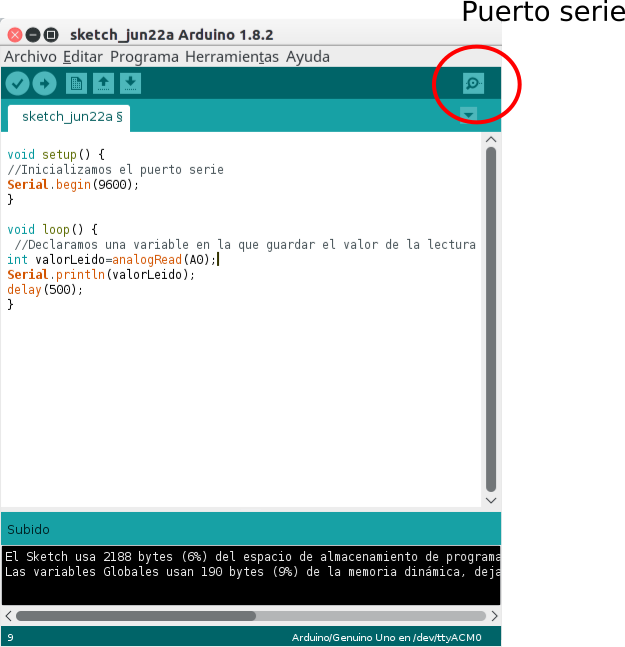 Puerto serie
sketch_jun22a Arduino 1.8.2
Archivo Editar Programa Herramientas Ayuda
sketch_jun22a §
void setup() {
//Inicializamos el puerto serie
Serial.begin(9600);
}
void loop() {
//Declaramos una variable en la que guardar el valor de la lectura
int valorLeido=analogRead(A0);
Serial.println(valorLeido);
delay(500);
}
Subido
El Sketch usa 2188 bytes (6%) del espacio de almacenamiento de programa
Las variables Globales usan 190 bytes (9%) de la memoria dinámica, deja
9
Arduino/Genuino Uno en /dev/ttyACM0